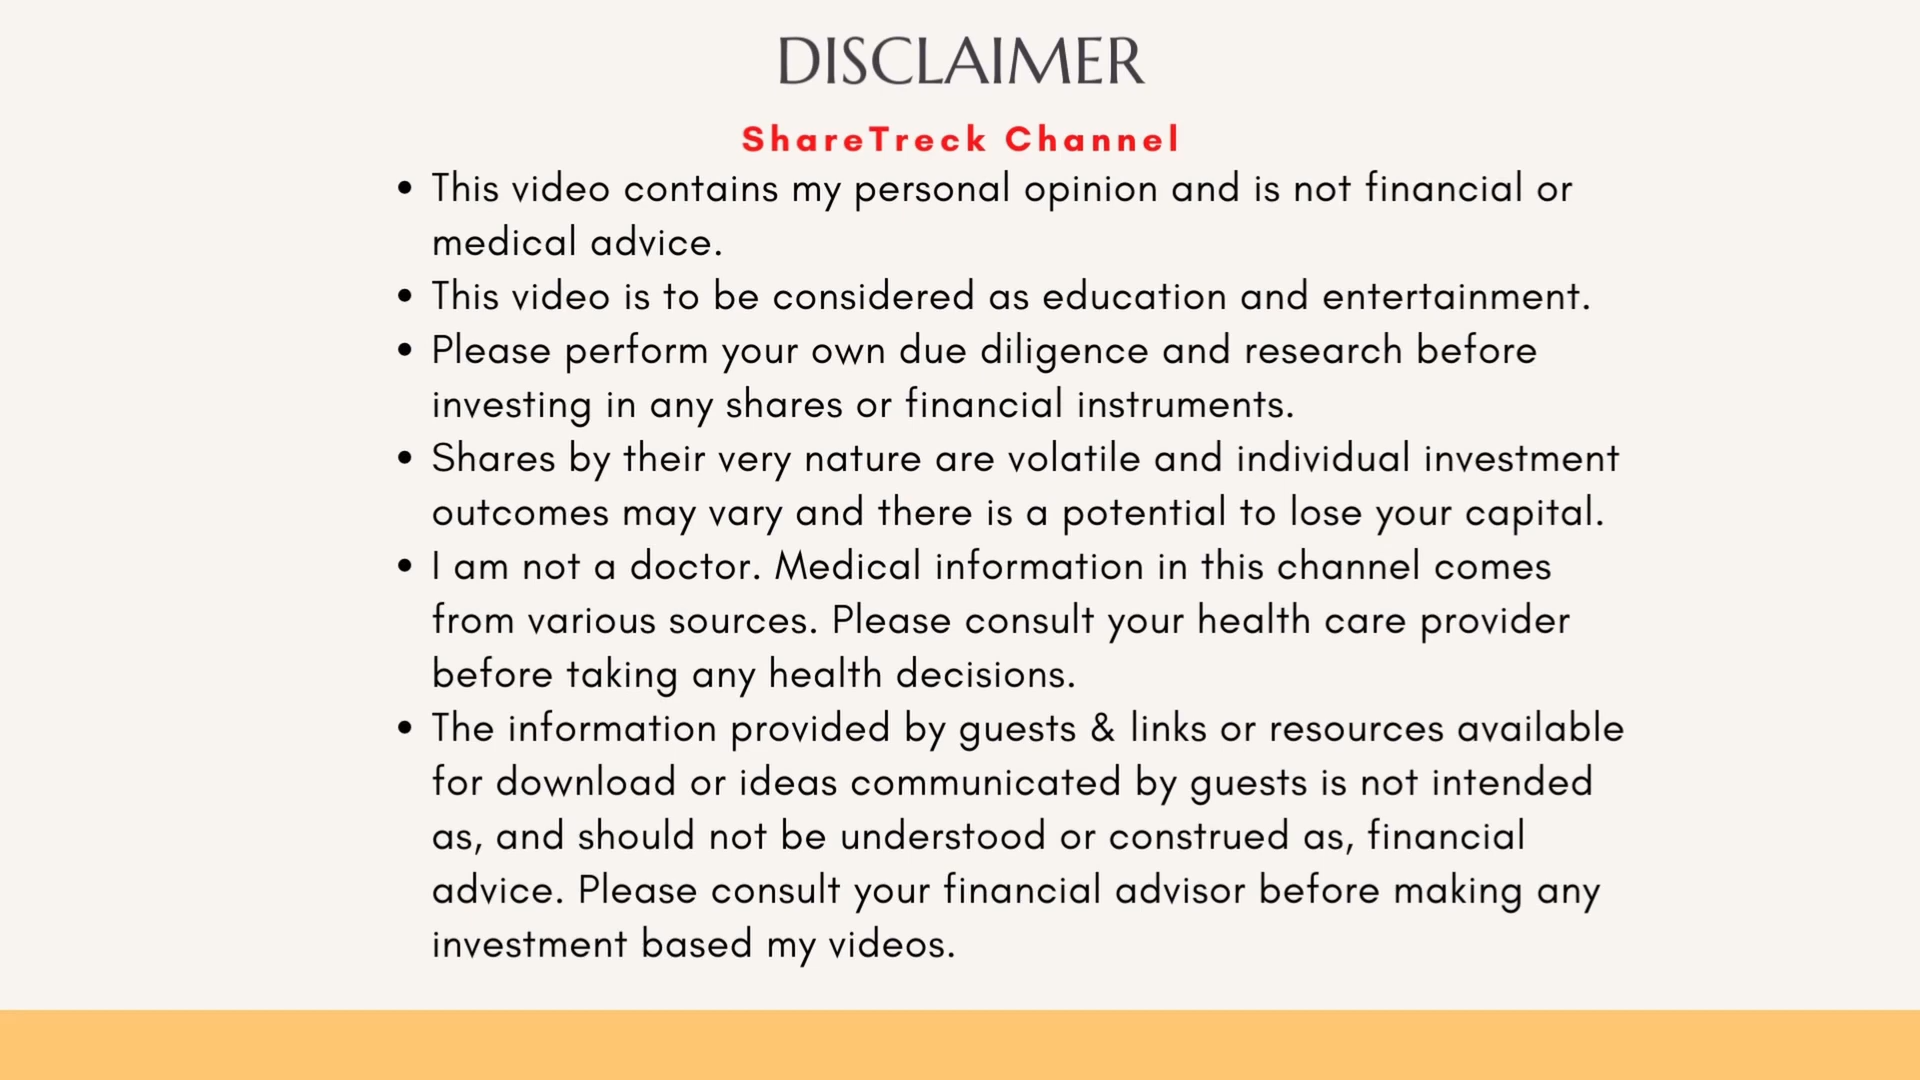 DISCLAIMER
ShareTreck Channel
• This video contains my personal opinion and is not financial or
medical advice.
• This video is to be considered as education and entertainment.
• Please perform your own due diligence and research before
investing in any shares or financial instruments.
• Shares by their very nature are volatile and individual investment
outcomes may vary and there is a potential to lose your capital.
• I am not a doctor. Medical information in this channel comes
from various sources. Please consult your health care provider
before taking any health decisions.
• The information provided by guests & links or resources available
for download or ideas communicated by guests is not intended
as, and should not be understood or construed as, financial
advice. Please consult your financial advisor before making any
investment based my videos.